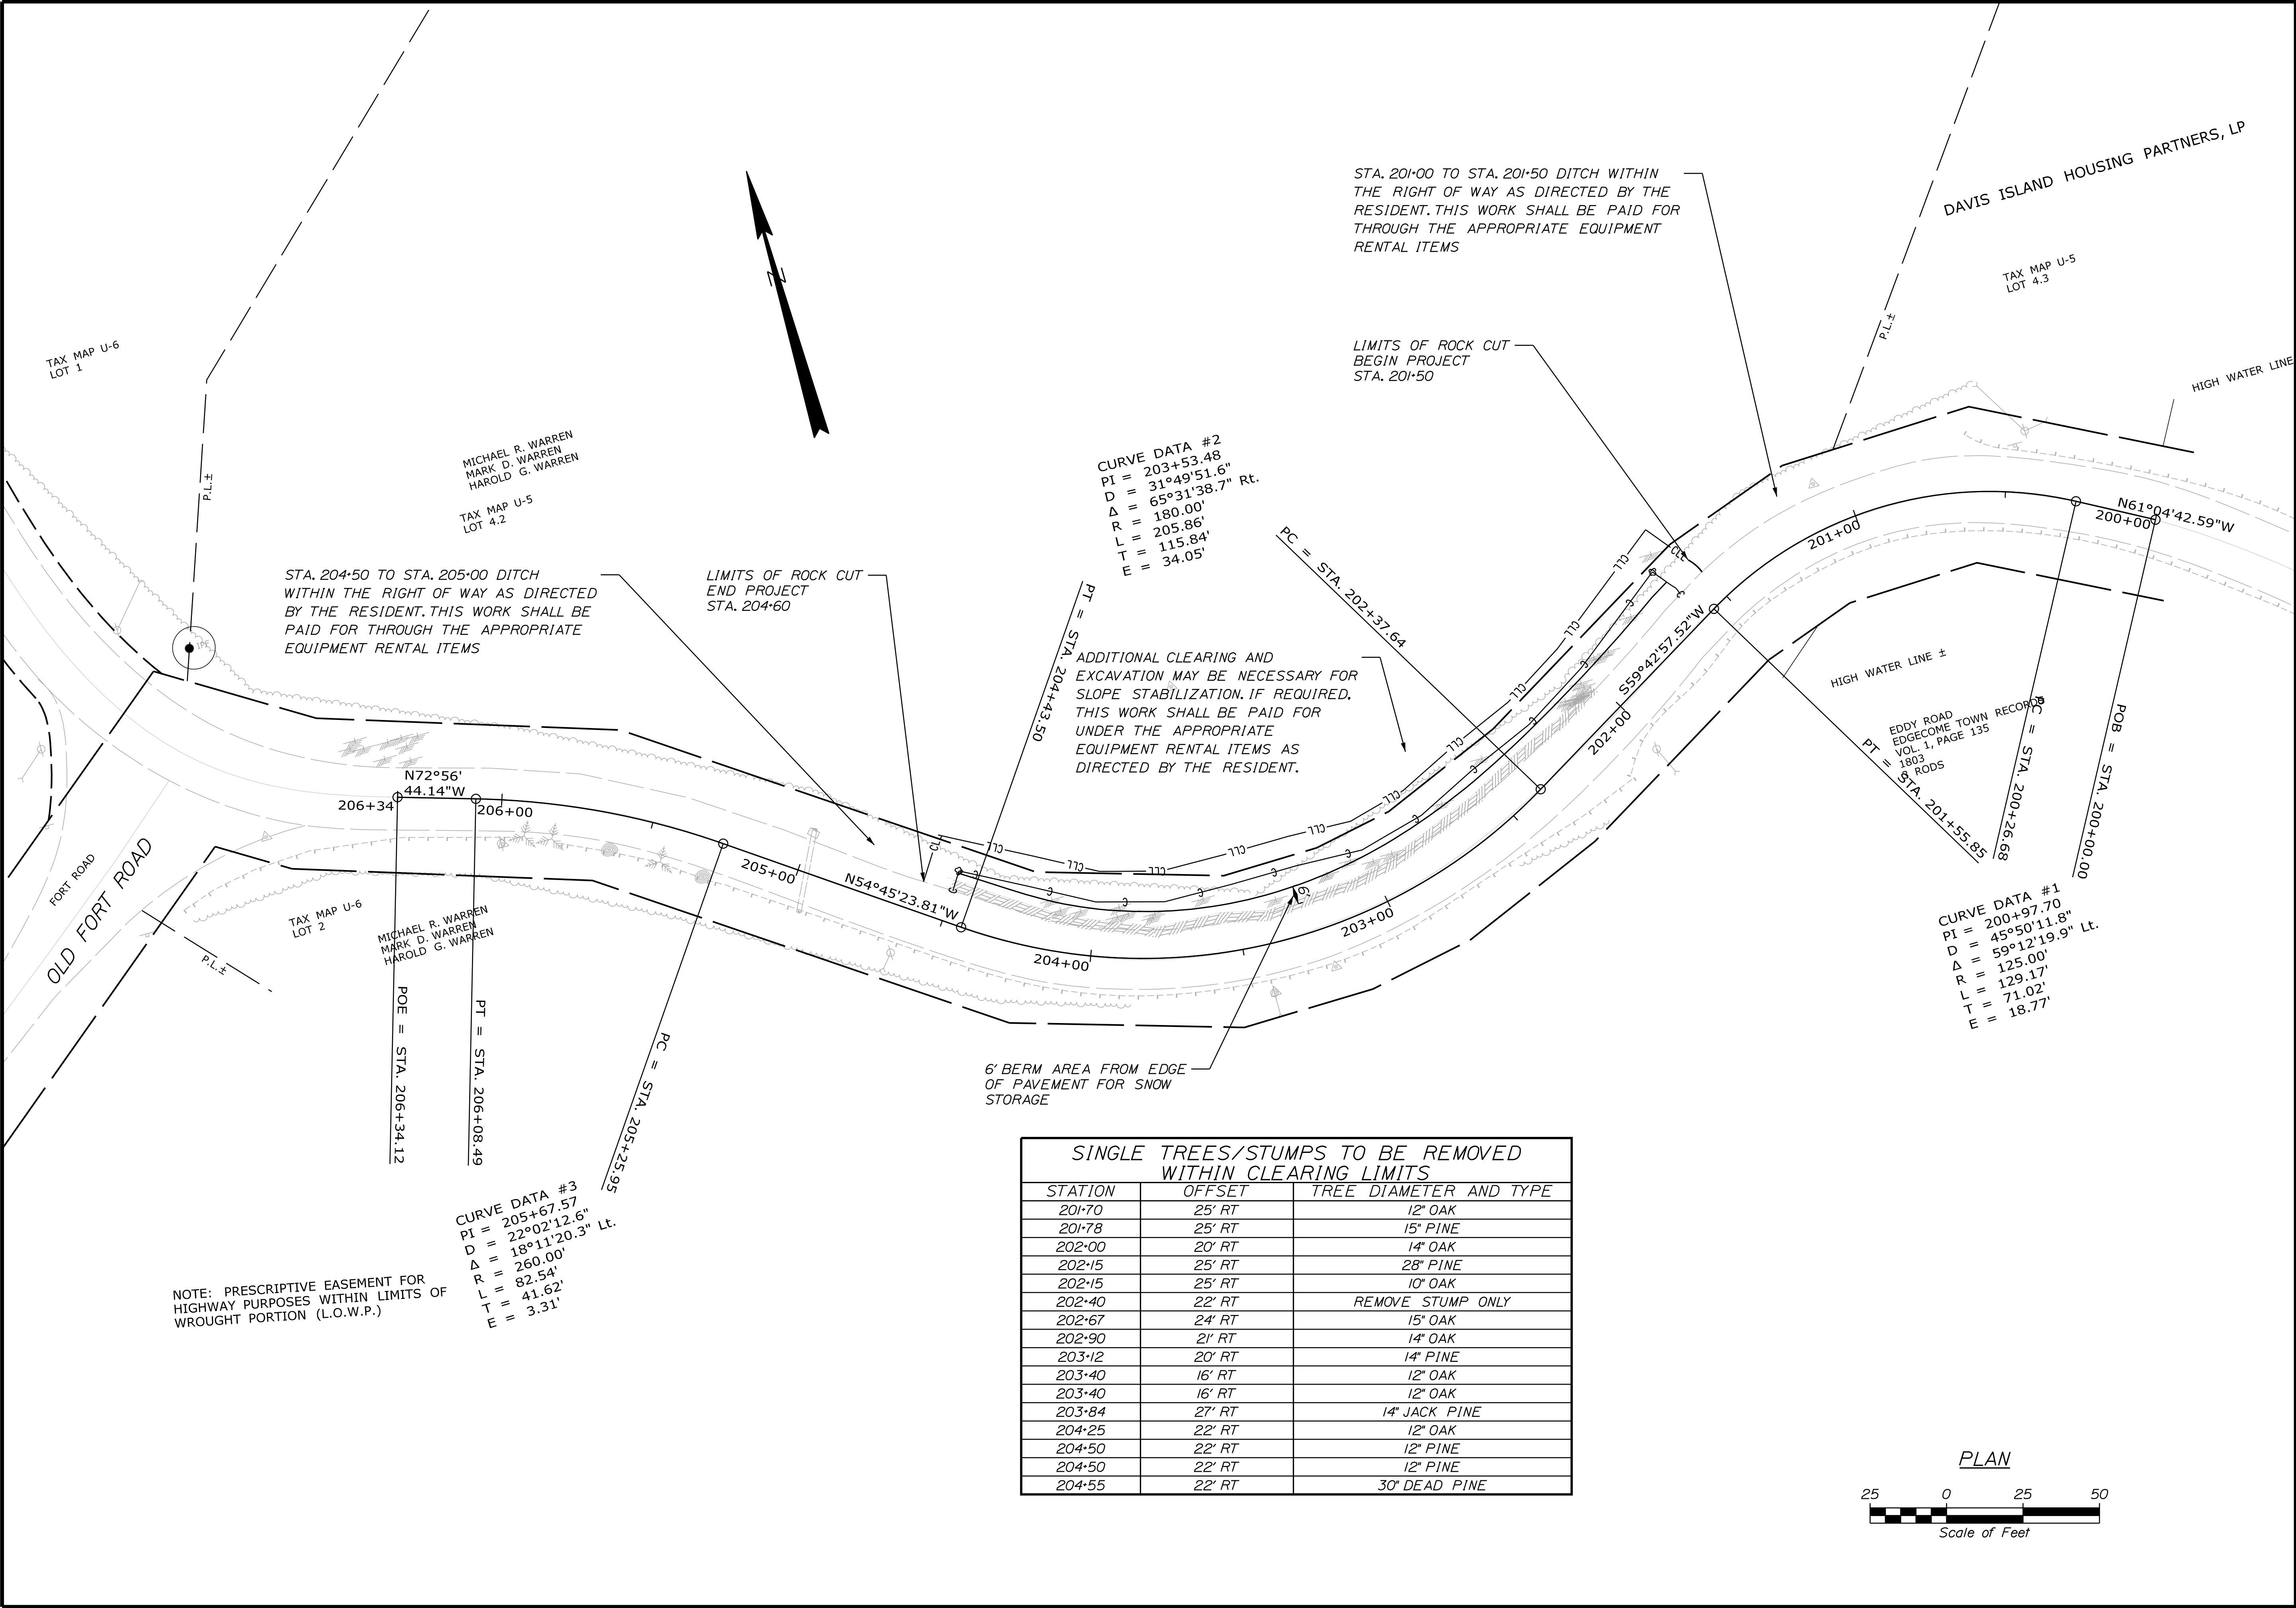 DAVIS ISLAND HOUSING PARTNERS, LP
TAX MAP U-5
LOT 4.3
HIGH WATER LINE
P.L.±
STA. 201+00 TO STA. 201+50 DITCH WITHIN
THE RIGHT OF WAY AS DIRECTED BY THE
RESIDENT. THIS WORK SHALL BE PAID FOR
THROUGH THE APPROPRIATE EQUIPMENT
RENTAL ITEMS
LIMITS OF ROCK CUT
BEGIN PROJECT
STA. 201+50
N
TAX MAP U-6
LOT 1
P.L.±
MICHAEL R. WARREN
MARK D. WARREN
HAROLD G. WARREN
TAX MAP U-5
LOT 4.2
STA. 204+50 TO STA. 205+00 DITCH
WITHIN THE RIGHT OF WAY AS DIRECTED
BY THE RESIDENT. THIS WORK SHALL BE
PAID FOR THROUGH THE APPROPRIATE
EQUIPMENT RENTAL ITEMS
LIMITS OF ROCK CUT
END PROJECT
STA. 204+60
CURVE DATA #2
PI = 203+53.48
D = 31°49'51.6"
Δ = 65°31'38.7" Rt.
R = 180.00'
L = 205.86'
T = 115.84'
E = 34.05'
PT = STA. 204+43.50
PC = STA. 202+37.64
ADDITIONAL CLEARING AND
EXCAVATION MAY BE NECESSARY FOR
SLOPE STABILIZATION. IF REQUIRED.
THIS WORK SHALL BE PAID FOR
UNDER THE APPROPRIATE
EQUIPMENT RENTAL ITEMS AS
DIRECTED BY THE RESIDENT.
N61°04'42.59"W
200+00
201+00
S59°42'57.52"W
202+00
203+00
204+00
N54°45'23.81"W
205+00
206+00
N72°56'
44.14"W
206+34
IPF
6'
CLL
CLL
CLL
CLL
CLL
CLL
CLL
CLL
CLL
CLL
CLL
CLL
C
C
C
C
C
C
C
C
C
C
C
C
HIGH WATER LINE ±
EDDY ROAD
EDGECOME TOWN RECORDS
VOL. 1, PAGE 135
1803
RODS
PT = STA. 201+55.85
PC = STA. 200+26.68
POB = STA. 200+00.00
CURVE DATA #1
PI = 200+97.70
D = 45°50'11.8"
Δ = 59°12'19.9" Lt.
R = 125.00'
L = 129.17'
T = 71.02'
E = 18.77'
FORT ROAD
OLD FORT ROAD
TAX MAP U-6
LOT 2
P.L.±
MICHAEL R. WARREN
MARK D. WARREN
HAROLD G. WARREN
POE = STA. 206+34.12
PT = STA. 206+08.49
PC = STA. 205+25.95
CURVE DATA #3
PI = 205+67.57
D = 22°02'12.6"
Δ = 18°11'20.3" Lt.
R = 260.00'
L = 82.54'
T = 41.62'
E = 3.31'
6' BERM AREA FROM EDGE
OF PAVEMENT FOR SNOW
STORAGE
NOTE: PRESCRIPTIVE EASEMENT FOR
HIGHWAY PURPOSES WITHIN LIMITS OF
WROUGHT PORTION (L.O.W.P.)
SINGLE TREES/STUMPS TO BE REMOVED
WITHIN CLEARING LIMITS
STATION OFFSET TREE DIAMETER AND TYPE
201+70 25' RT 12" OAK
201+78 25' RT 15" PINE
202+00 20' RT 14" OAK
202+15 25' RT 28" PINE
202+15 25' RT 10" OAK
202+40 22' RT REMOVE STUMP ONLY
202+67 24' RT 15" OAK
202+90 21' RT 14" OAK
203+12 20' RT 14" PINE
203+40 16' RT 12" OAK
203+40 16' RT 12" OAK
203+84 27' RT 14" JACK PINE
204+25 22' RT 12" OAK
204+50 22' RT 12" PINE
204+50 22' RT 12" PINE
204+55 22' RT 30" DEAD PINE
PLAN
25 0 25 50
Scale of Feet